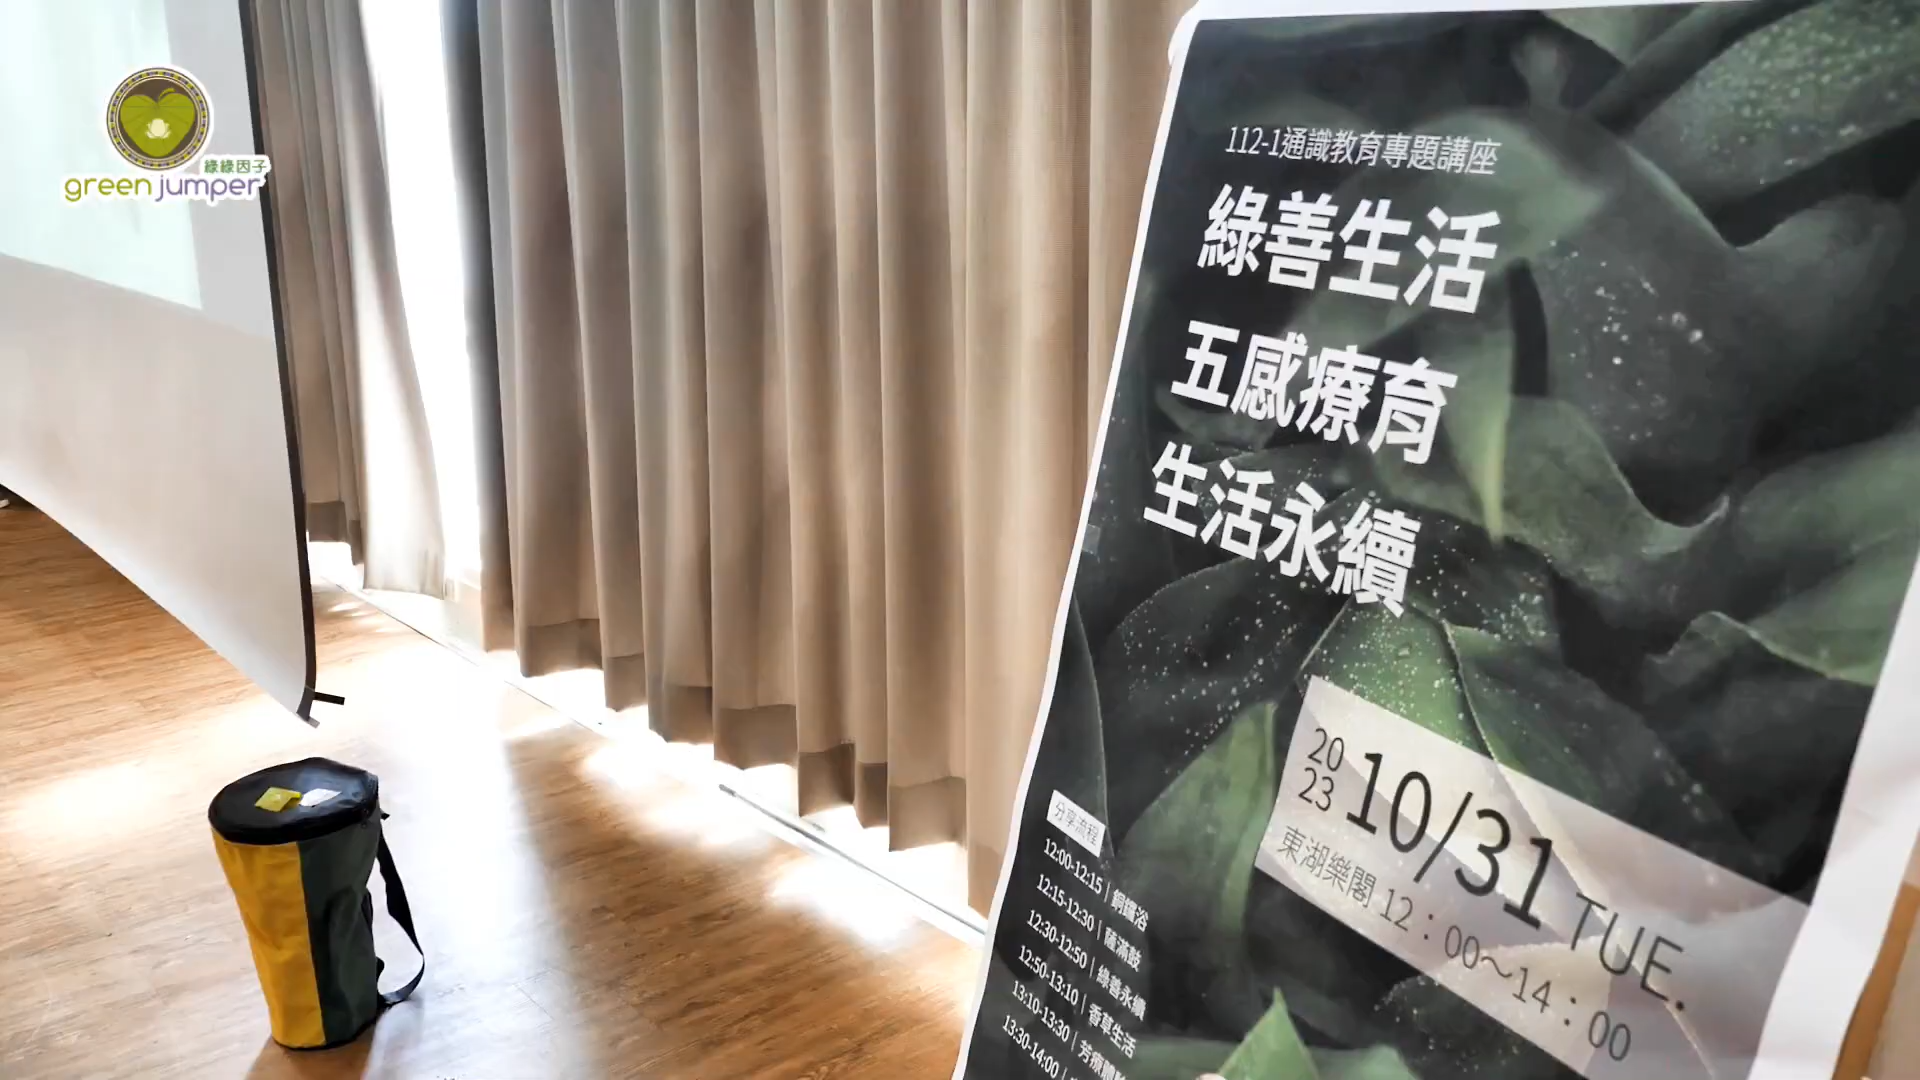 綠綠因子
green jumper
112-1通識教育專題講座
綠善生活
五感療育
生活永續
20
23
10/31 TUE.
東湖樂閣 12：00～14：00
分享流程
12:00-12:15｜銅鑼浴
12:15-12:30｜薩滿鼓
12:30-12:50｜綠善永續
12:50-13:10｜香草生活
13:10-13:30｜芳療體驗
13:30-14:00｜